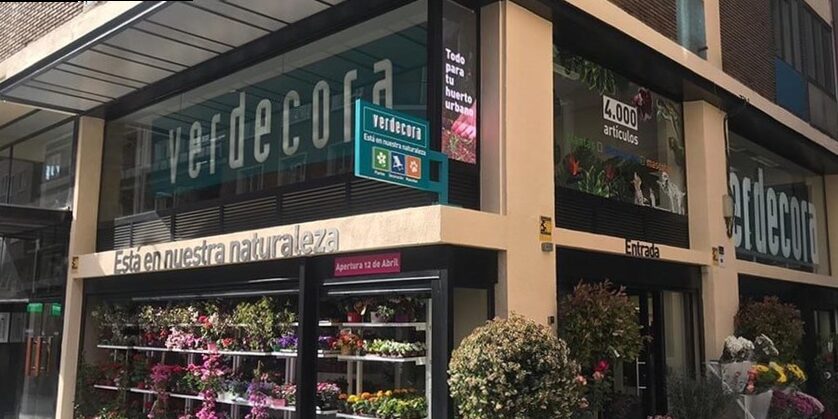 verdecora
Todo
para
tu
huerto
urbano
verdecora
Está en nuestra naturaleza
4.000
artículos
verdecora
Está en nuestra naturaleza
Apertura 12 de Abril
Entrada